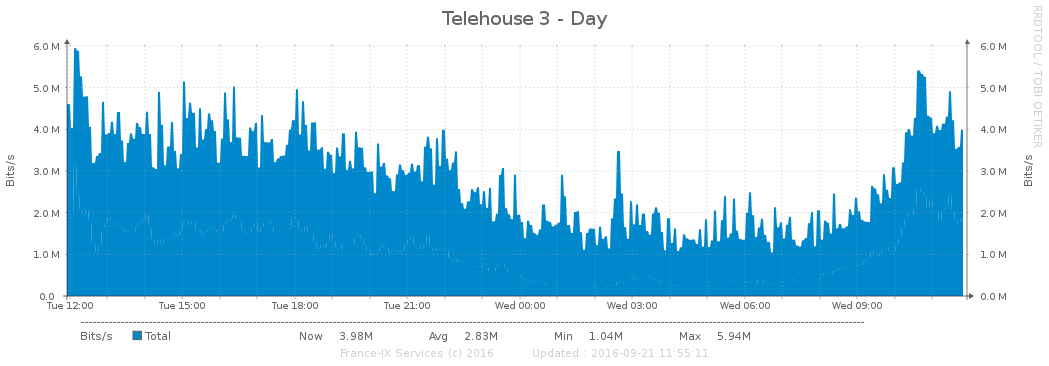 Telehouse 3 - Day
RRDTOOL / TOBI OETIKER
Bits/s
6.0 M
5.0 M
4.0 M
3.0 M
2.0 M
1.0 M
0.0
6.0 M
5.0 M
4.0 M
3.0 M
2.0 M
1.0 M
0.0 M
Bits/s
Tue 12:00 Tue 15:00 Tue 18:00 Tue 21:00 Wed 00:00 Wed 03:00 Wed 06:00 Wed 09:00
Bits/s Total Now 3.98M Avg 2.83M Min 1.04M Max 5.94M
France-IX Services (c) 2016 Updated : 2016-09-21 11:55:11